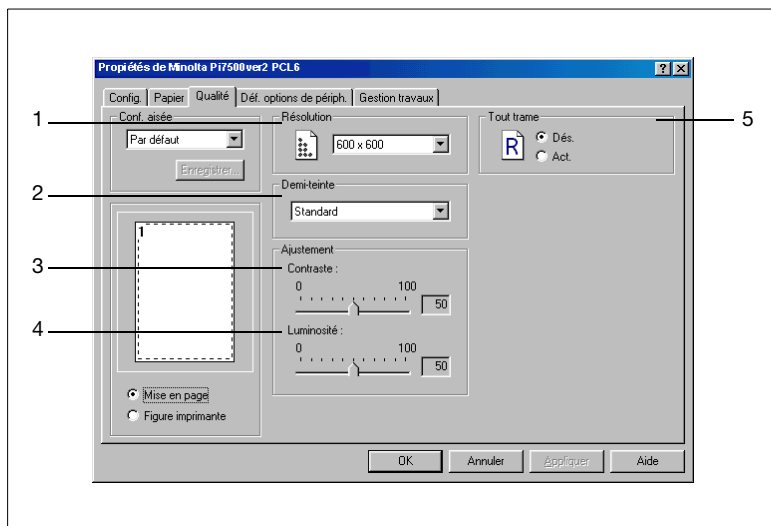 Propiétés de Minolta Pi7500ver2 PCL6
Config. Papier Qualité Déf. options de périph. Gestion travaux
1
Conf. aisée
Par défaut
Enregistrer...
Résolution
600 x 600
Tout trame
5
R
Dés.
Act.
2
Demi-teinte
Standard
1
Ajustement
3
Contraste :
0 100
50
4
Luminosité :
0 100
50
Mise en page
Figure imprimante
OK Annuler Appliquer Aide